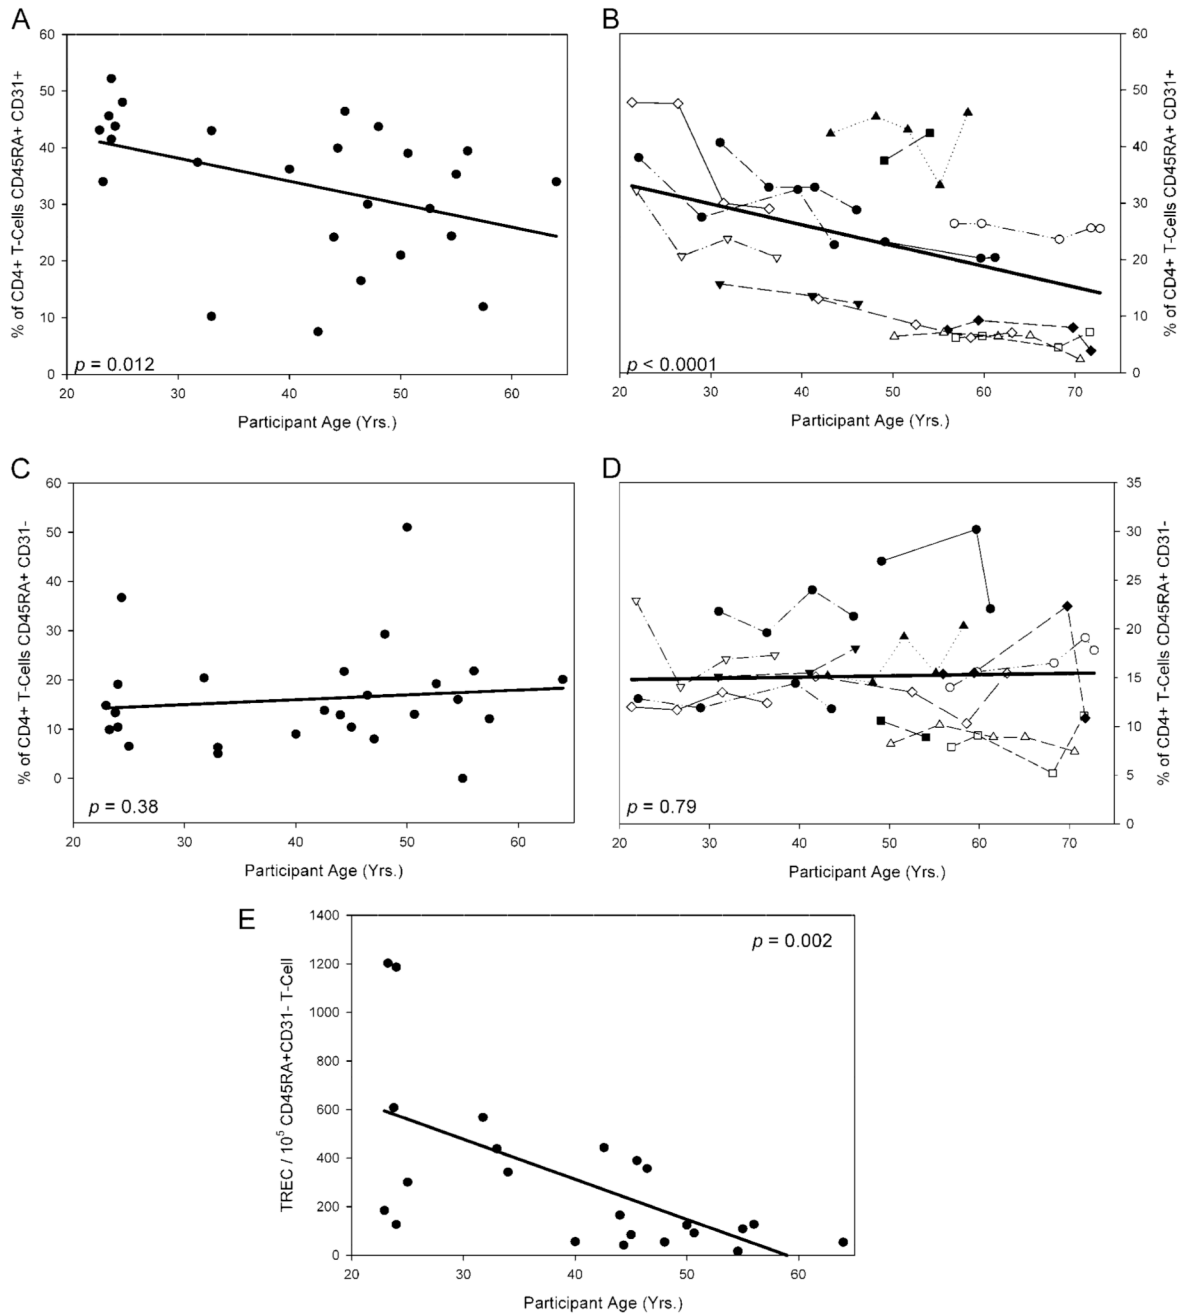 A
60
50
40
30
20
10
0
% of CD4+ T-Cells CD45RA+ CD31+
p = 0.012
20 30 40 50 60
Participant Age (Yrs.)
B
60
50
40
30
20
10
0
% of CD4+ T-Cells CD45RA+ CD31+
p < 0.0001
20 30 40 50 60 70
Participant Age (Yrs.)
C
60
50
40
30
20
10
0
% of CD4+ T-Cells CD45RA+ CD31-
p = 0.38
20 30 40 50 60
Participant Age (Yrs.)
D
35
30
25
20
15
10
5
0
% of CD4+ T-Cells CD45RA+ CD31-
p = 0.79
20 30 40 50 60 70
Participant Age (Yrs.)
E
1400
1200
1000
800
600
400
200
0
TREC / 10⁵ CD45RA+CD31- T-Cell
p = 0.002
20 30 40 50 60
Participant Age (Yrs.)